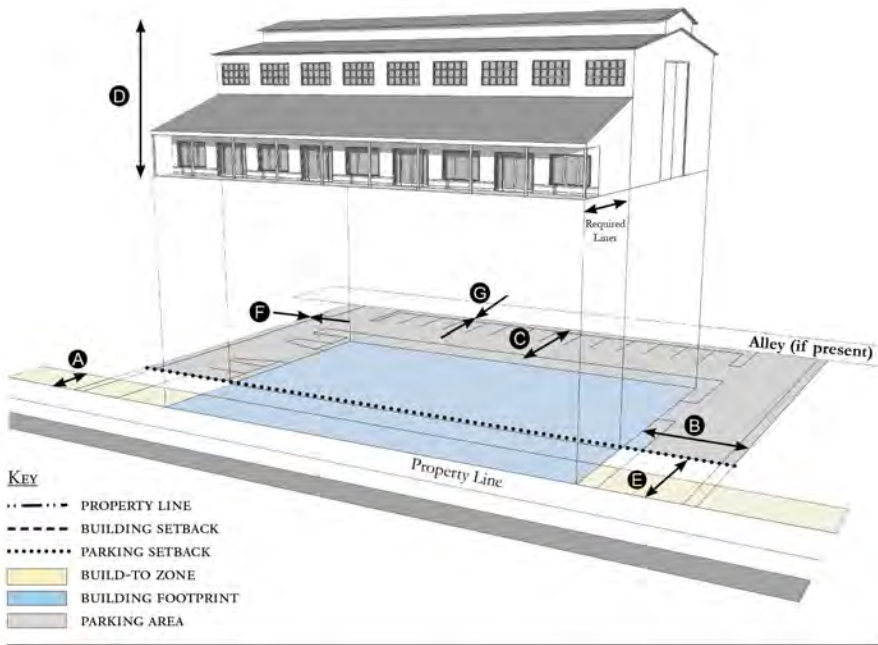 D
Required
Liner
G
F
C
Alley (if present)
A
B
E
Property Line
KEY
PROPERTY LINE
BUILDING SETBACK
PARKING SETBACK
BUILD-TO ZONE
BUILDING FOOTPRINT
PARKING AREA